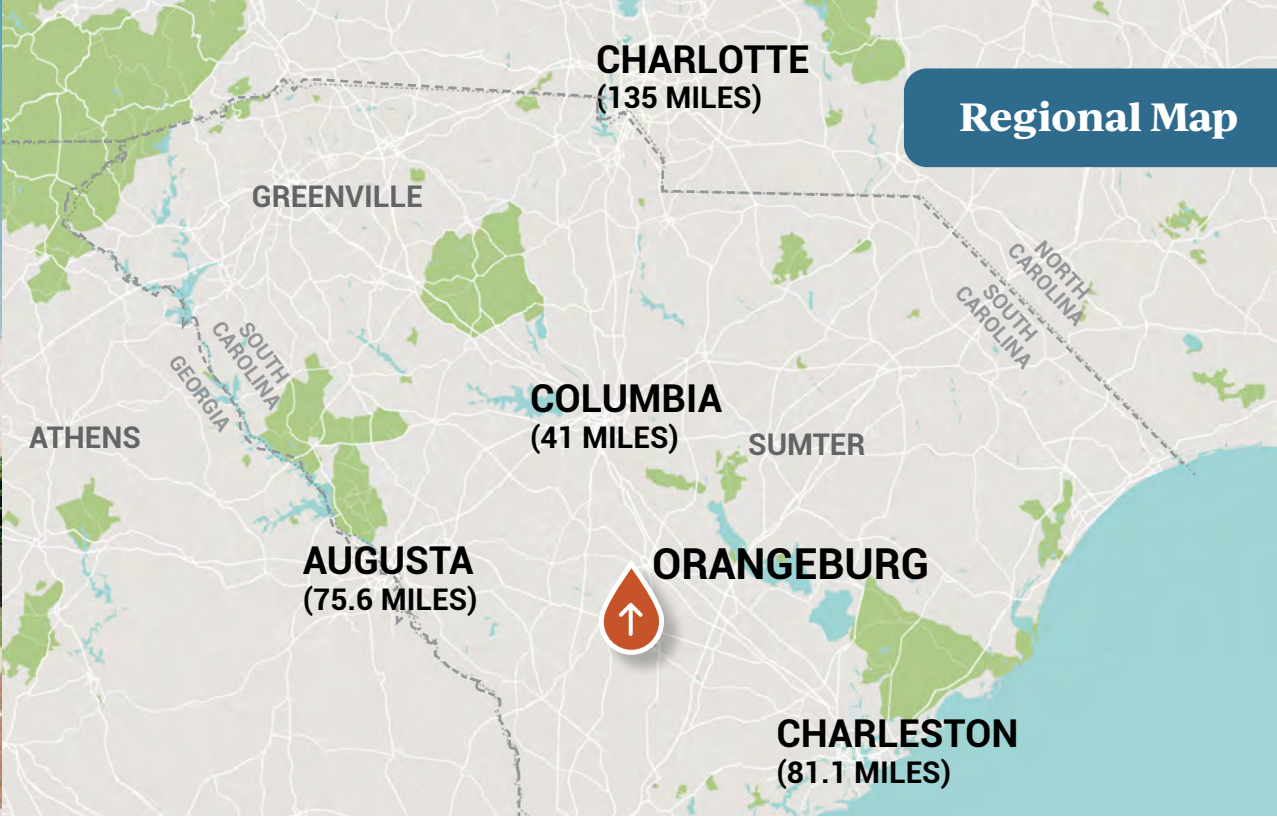 CHARLOTTE
(135 MILES)
Regional Map
GREENVILLE
NORTH
CAROLINA
SOUTH
CAROLINA
SOUTH
CAROLINA
GEORGIA
COLUMBIA
(41 MILES)
ATHENS
SUMTER
AUGUSTA
(75.6 MILES)
ORANGEBURG
CHARLESTON
(81.1 MILES)